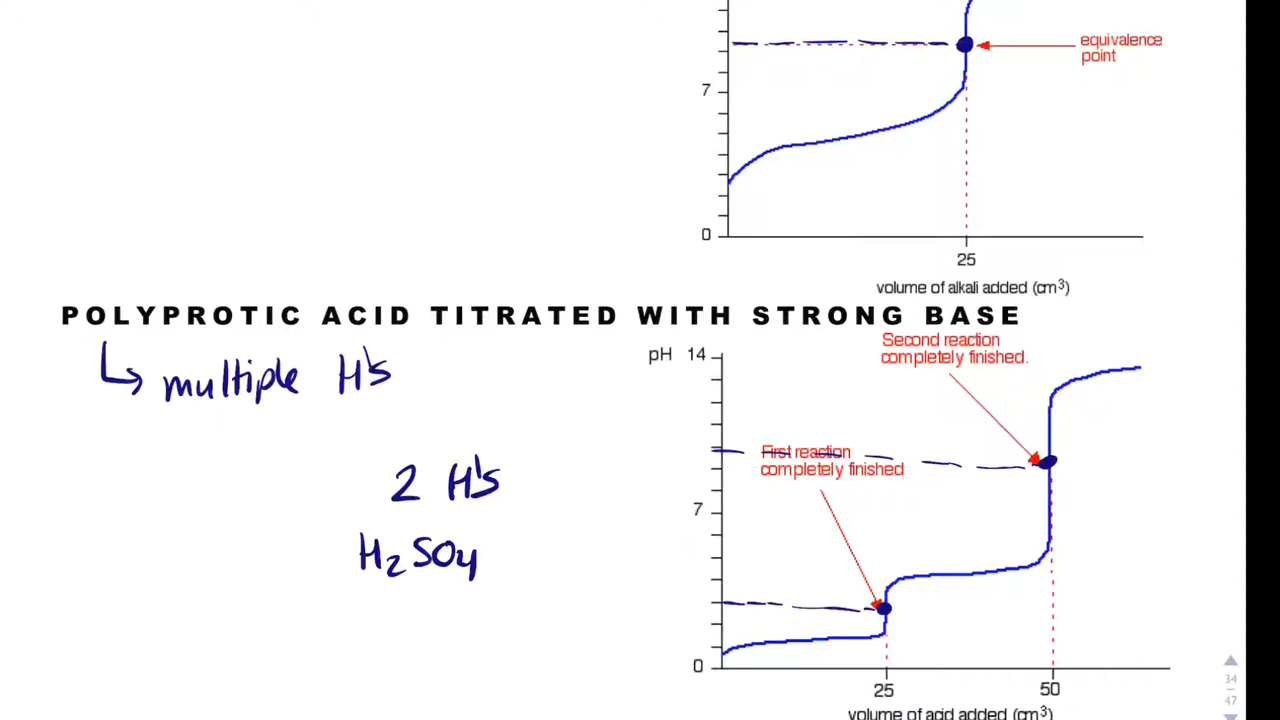 equivalence
point
7
0
25
volume of alkali added (cm³)
POLYPROTIC ACID TITRATED WITH STRONG BASE
↳ multiple H's
2 H's
H₂SO₄
pH 14
Second reaction
completely finished.
First reaction
completely finished
7
0
25
50
volume of acid added (cm³)
34
47